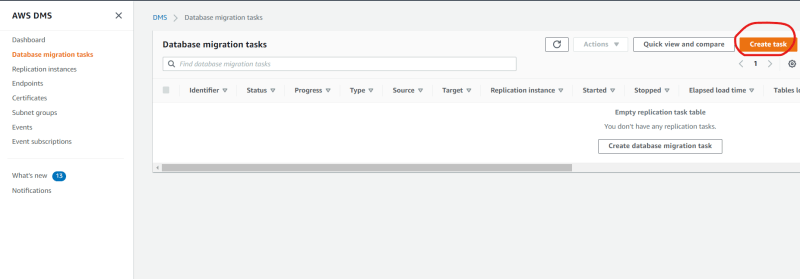 AWS DMS
Dashboard
Database migration tasks
Replication instances
Endpoints
Certificates
Subnet groups
Events
Event subscriptions
What's new 13
Notifications
DMS > Database migration tasks
Database migration tasks
Actions
Quick view and compare
Create task
Find database migration tasks
1
Identifier Status Progress Type Source Target Replication instance Started Stopped Elapsed load time Tables lo
Empty replication task table
You don't have any replication tasks.
Create database migration task